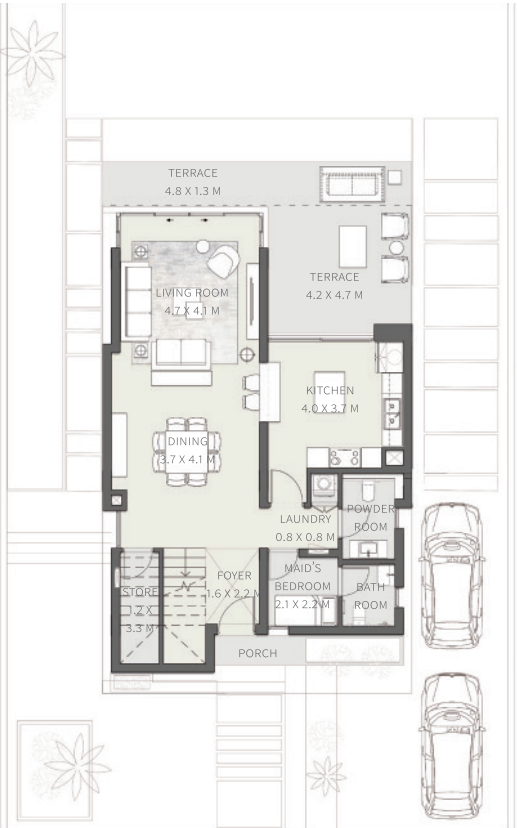 TERRACE
4.8 X 1.3 M
TERRACE
4.2 X 4.7 M
LIVING ROOM
4.7 X 4.1 M
KITCHEN
4.0 X 3.7 M
DINING
3.7 X 4.1 M
LAUNDRY
0.8 X 0.8 M
POWDER
ROOM
STORE
1.2 X
3.3 M
FOYER
1.6 X 2.2 M
MAID'S
BEDROOM
2.1 X 2.2 M
BATH
ROOM
PORCH